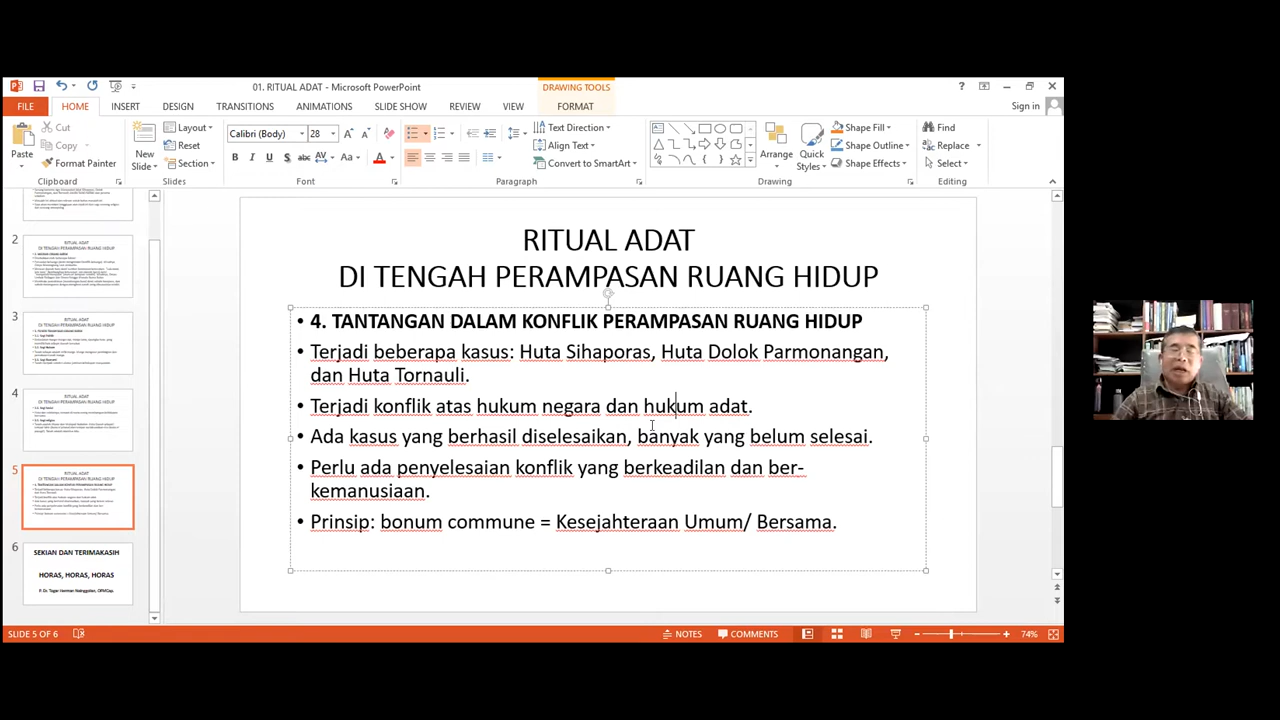 01. RITUAL ADAT - Microsoft PowerPoint
DRAWING TOOLS
FILE HOME INSERT DESIGN TRANSITIONS ANIMATIONS SLIDE SHOW REVIEW VIEW FORMAT
Sign in
Paste
Cut
Copy
Format Painter
Clipboard
New
Slide
Layout
Reset
Section
Slides
Calibri (Body) 28
Font
Text Direction
Align Text
Convert to SmartArt
Paragraph
Arrange
Quick
Styles
Shape Fill
Shape Outline
Shape Effects
Drawing
Find
Replace
Select
Editing
2
3
4
5
6
SEKIAN DAN TERIMAKASIH
HORAS, HORAS, HORAS
RITUAL ADAT
DI TENGAH PERAMPASAN RUANG HIDUP
• 4. TANTANGAN DALAM KONFLIK PERAMPASAN RUANG HIDUP
• Terjadi beberapa kasus: Huta Sihaporas, Huta Dolok Parmonangan,
dan Huta Tornauli.
• Terjadi konflik atas hukum negara dan hukum adat.
• Ada kasus yang berhasil diselesaikan, banyak yang belum selesai.
• Perlu ada penyelesaian konflik yang berkeadilan dan ber-
kamanusiaan.
• Prinsip: bonum commune = Kesejahteraan Umum/ Bersama.
SLIDE 5 OF 6
NOTES
COMMENTS
74%